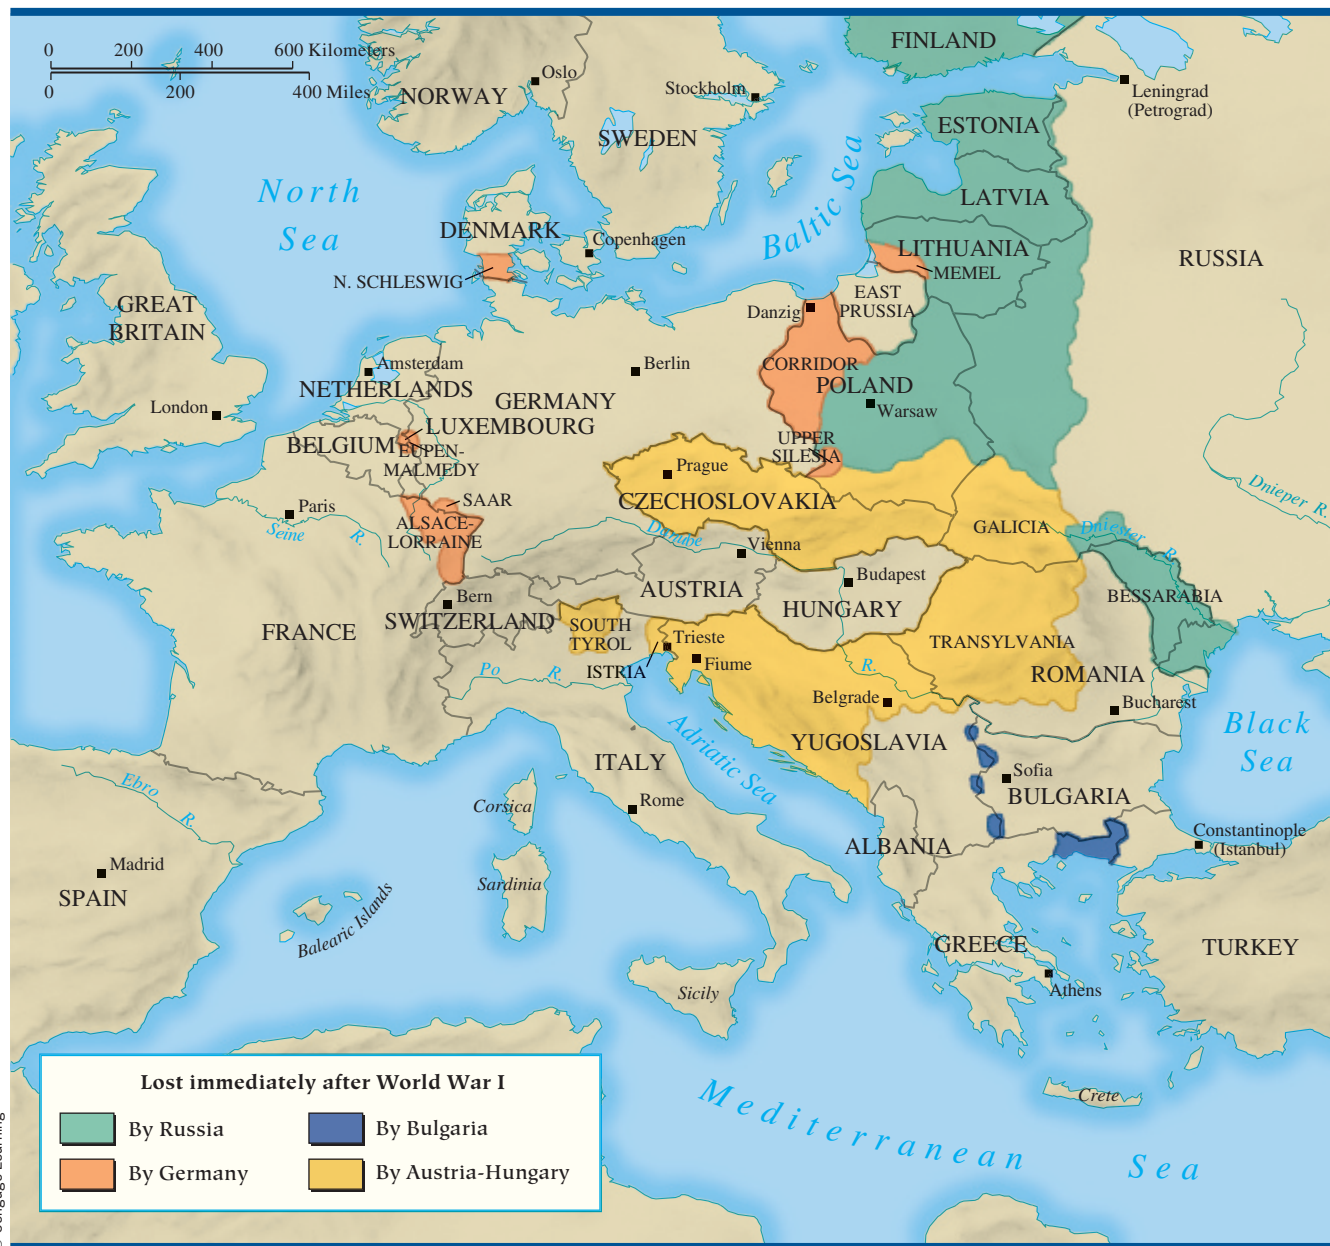 0 200 400 600 Kilometers
0 200 400 Miles
FINLAND
Oslo
NORWAY
Stockholm
SWEDEN
Leningrad
(Petrograd)
ESTONIA
LATVIA
LITHUANIA
MEMEL
RUSSIA
North
Sea
Baltic Sea
DENMARK
Copenhagen
N. SCHLESWIG
GREAT
BRITAIN
London
EAST
PRUSSIA
Danzig
CORRIDOR
POLAND
Warsaw
Amsterdam
NETHERLANDS
Berlin
GERMANY
LUXEMBOURG
BELGIUM
EUPEN-
MALMEDY
UPPER
SILESIA
Prague
CZECHOSLOVAKIA
Paris
Seine R.
SAAR
ALSACE-
LORRAINE
Danube
Vienna
GALICIA
Dniester R.
Dnieper R.
Bern
SWITZERLAND
AUSTRIA
Budapest
HUNGARY
BESSARABIA
FRANCE
SOUTH
TYROL
Trieste
Fiume
ISTRIA
Po R.
R.
TRANSYLVANIA
ROMANIA
Belgrade
Bucharest
Black
Sea
YUGOSLAVIA
Adriatic Sea
ITALY
Rome
Corsica
Sardinia
Sofia
BULGARIA
Ebro R.
Madrid
SPAIN
Balearic Islands
ALBANIA
Constantinople
(Istanbul)
GREECE
Athens
TURKEY
Sicily
Crete
Mediterranean Sea
Lost immediately after World War I
By Russia
By Bulgaria
By Germany
By Austria-Hungary
Cengage Learning